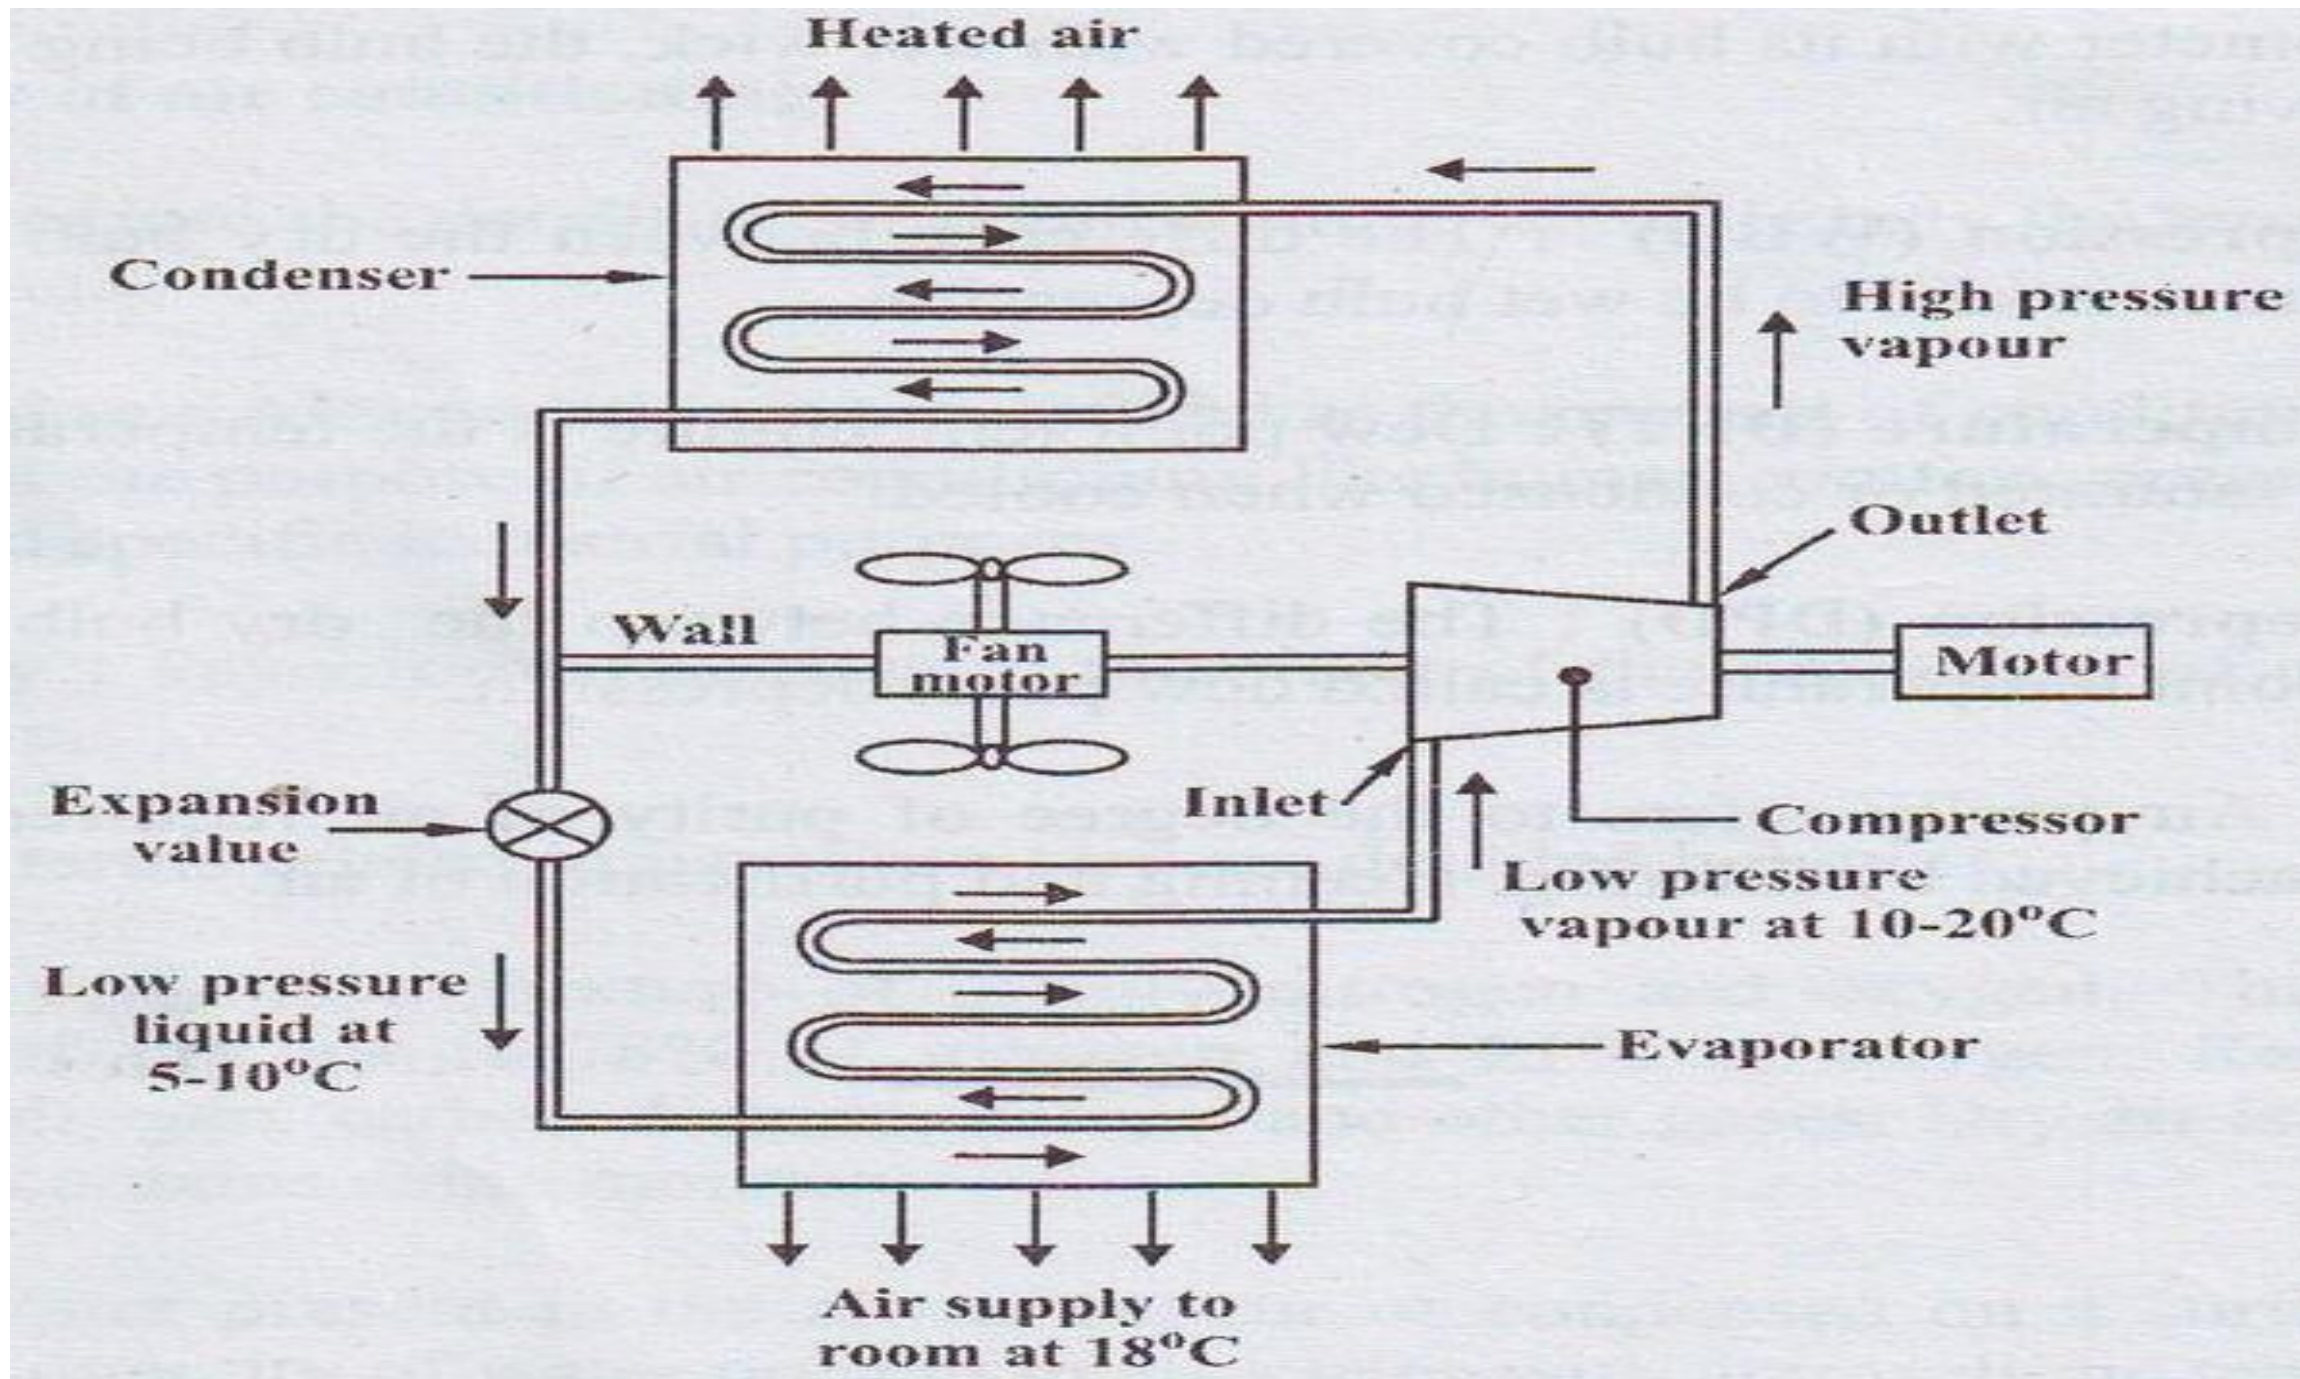 Heated air
Condenser
High pressure
vapour
Outlet
Wall
Fan
motor
Motor
Expansion
value
Inlet
Compressor
Low pressure
vapour at 10-20°C
Low pressure
liquid at
5-10°C
Evaporator
Air supply to
room at 18°C